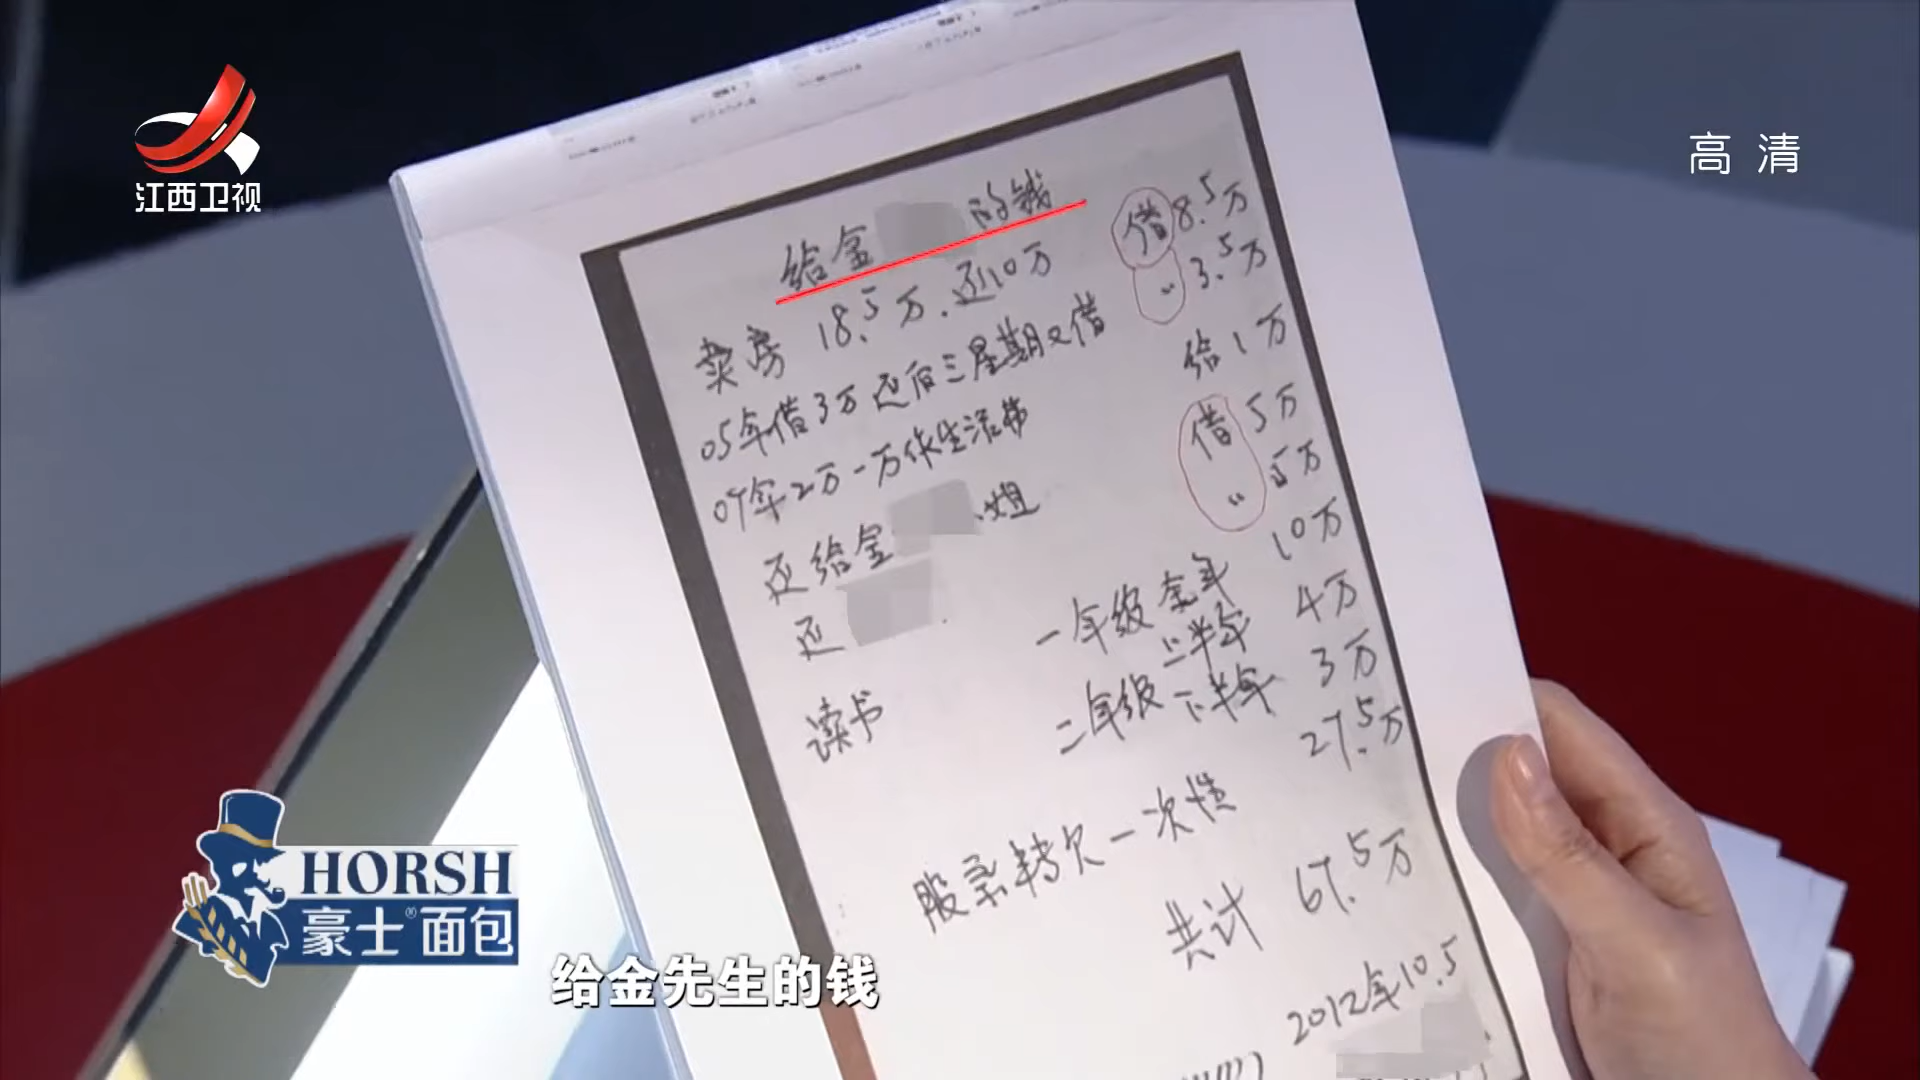 江西卫视
高清
给金 的钱
卖房 18.5万.还10万 借8.5万
05年借3万还后三星期又借 〃3.5万
07年2万一万作生活费 给1万
还给金 姐 借5万
还 〃5万
读书 一年级全年 10万
二年级 上半年 4万
下半年 3万
股票转欠一次性 27.5万
共计 67.5万
2012年10.5
HORSH
豪士®面包
给金先生的钱